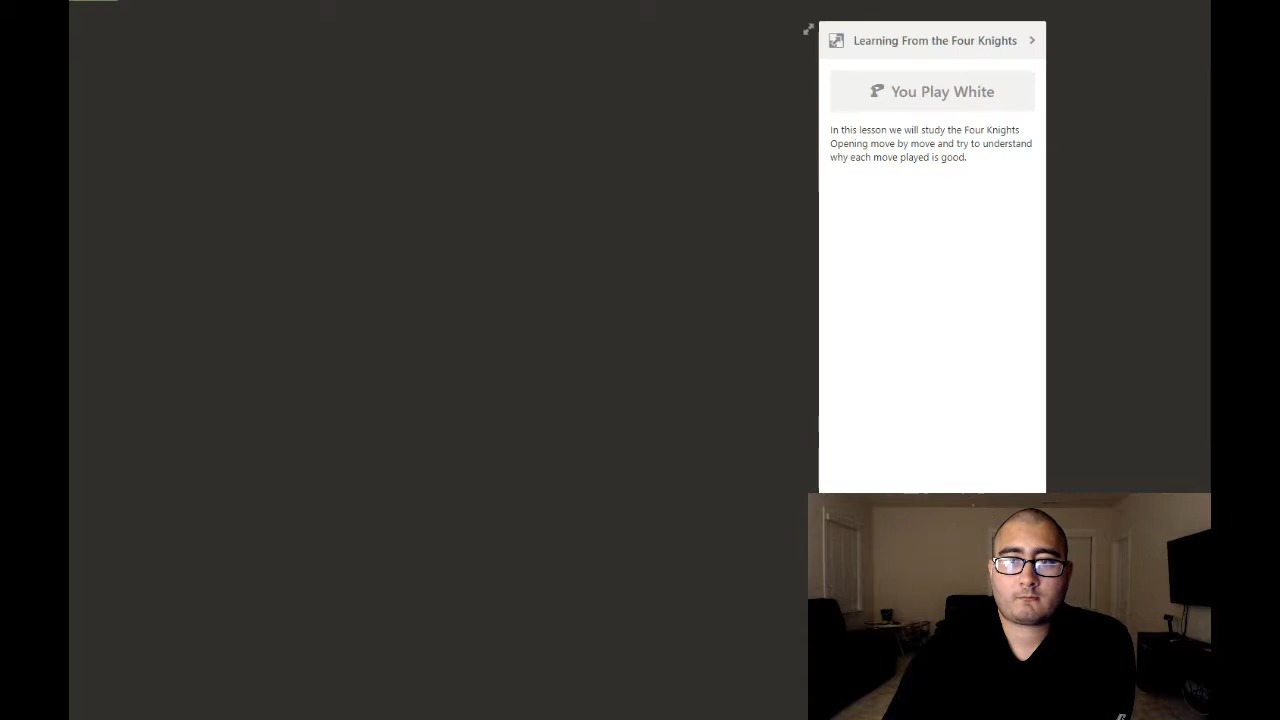 Learning From the Four Knights
You Play White
In this lesson we will study the Four Knights
Opening move by move and try to understand
why each move played is good.